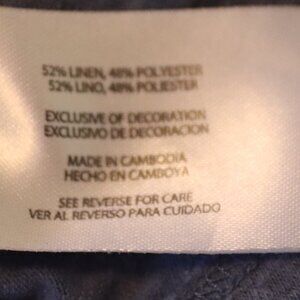 52% LINEN, 48% POLYESTER
52% LINO, 48% POLIESTER
EXCLUSIVE OF DECORATION
EXCLUSIVO DE DECORACION
MADE IN CAMBODIA
HECHO EN CAMBOYA
SEE REVERSE FOR CARE
VER AL REVERSO PARA CUIDADO